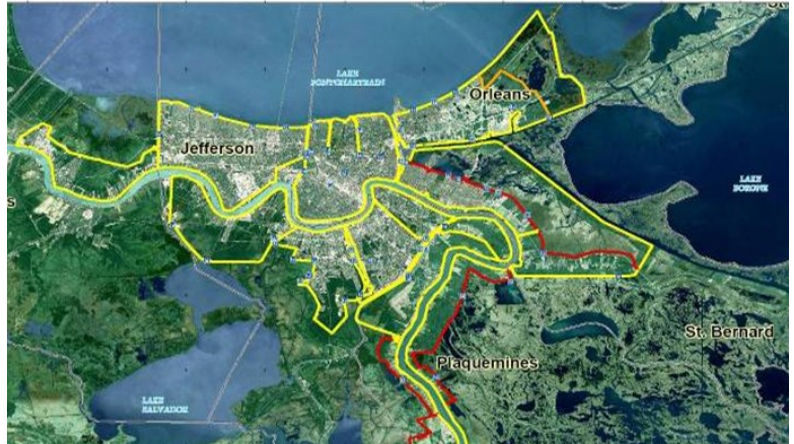 LAKE
PONTCHARTRAIN
Orleans
Jefferson
LAKE
BORGNE
St. Bernard
Plaquemines
LAKE
SALVADOR